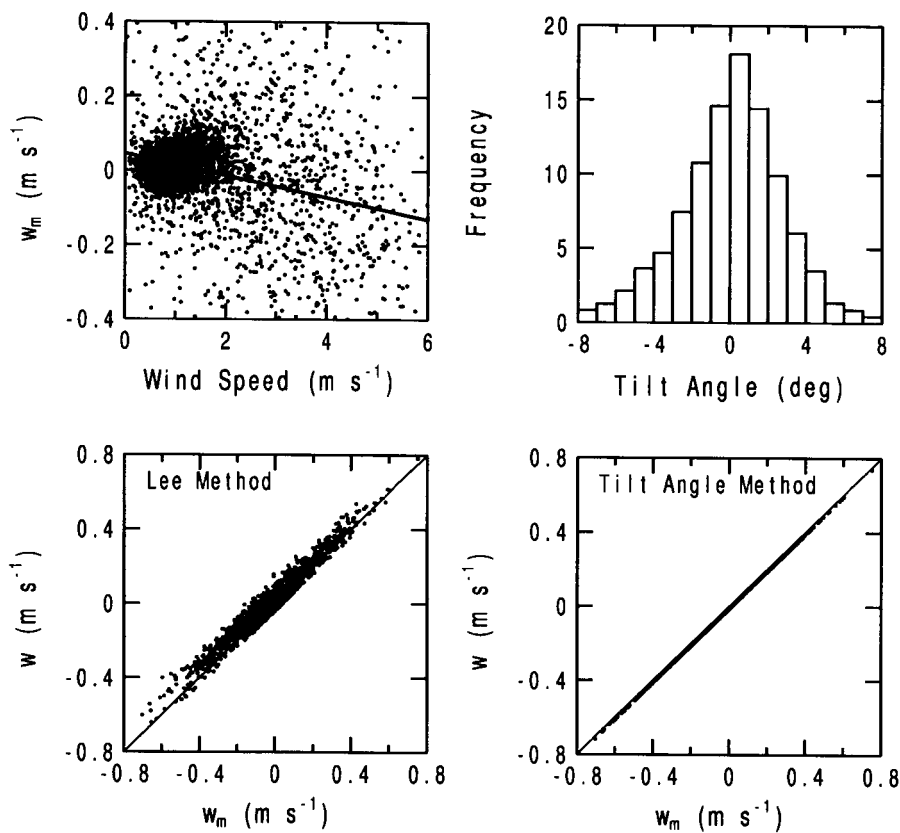 0.4
0.2
0
-0.2
-0.4
w_m (m s^-1)
0 2 4 6
Wind Speed (m s^-1)
20
15
10
5
0
Frequency
-8 -4 0 4 8
Tilt Angle (deg)
Lee Method
0.8
0.4
0
-0.4
-0.8
w (m s^-1)
-0.8 -0.4 0 0.4 0.8
w_m (m s^-1)
Tilt Angle Method
0.8
0.4
0
-0.4
-0.8
w (m s^-1)
-0.8 -0.4 0 0.4 0.8
w_m (m s^-1)